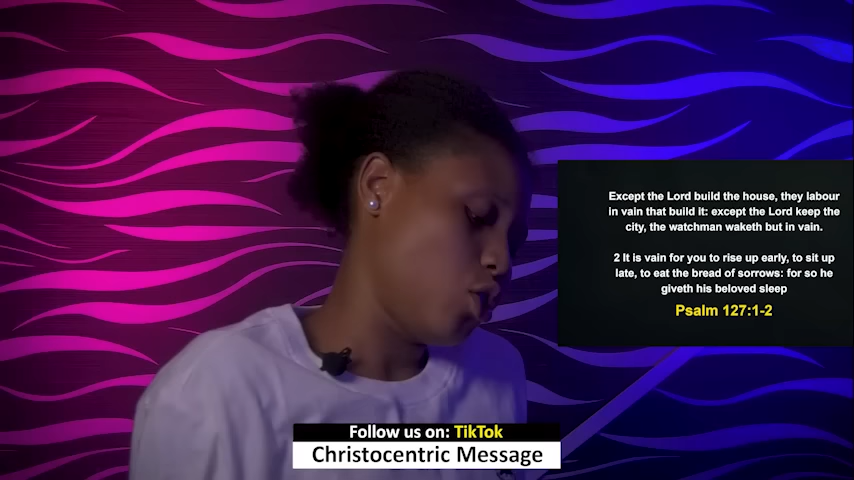 Except the Lord build the house, they labour
in vain that build it: except the Lord keep the
city, the watchman waketh but in vain.
2 It is vain for you to rise up early, to sit up
late, to eat the bread of sorrows: for so he
giveth his beloved sleep
Psalm 127:1-2
Follow us on: TikTok
Christocentric Message